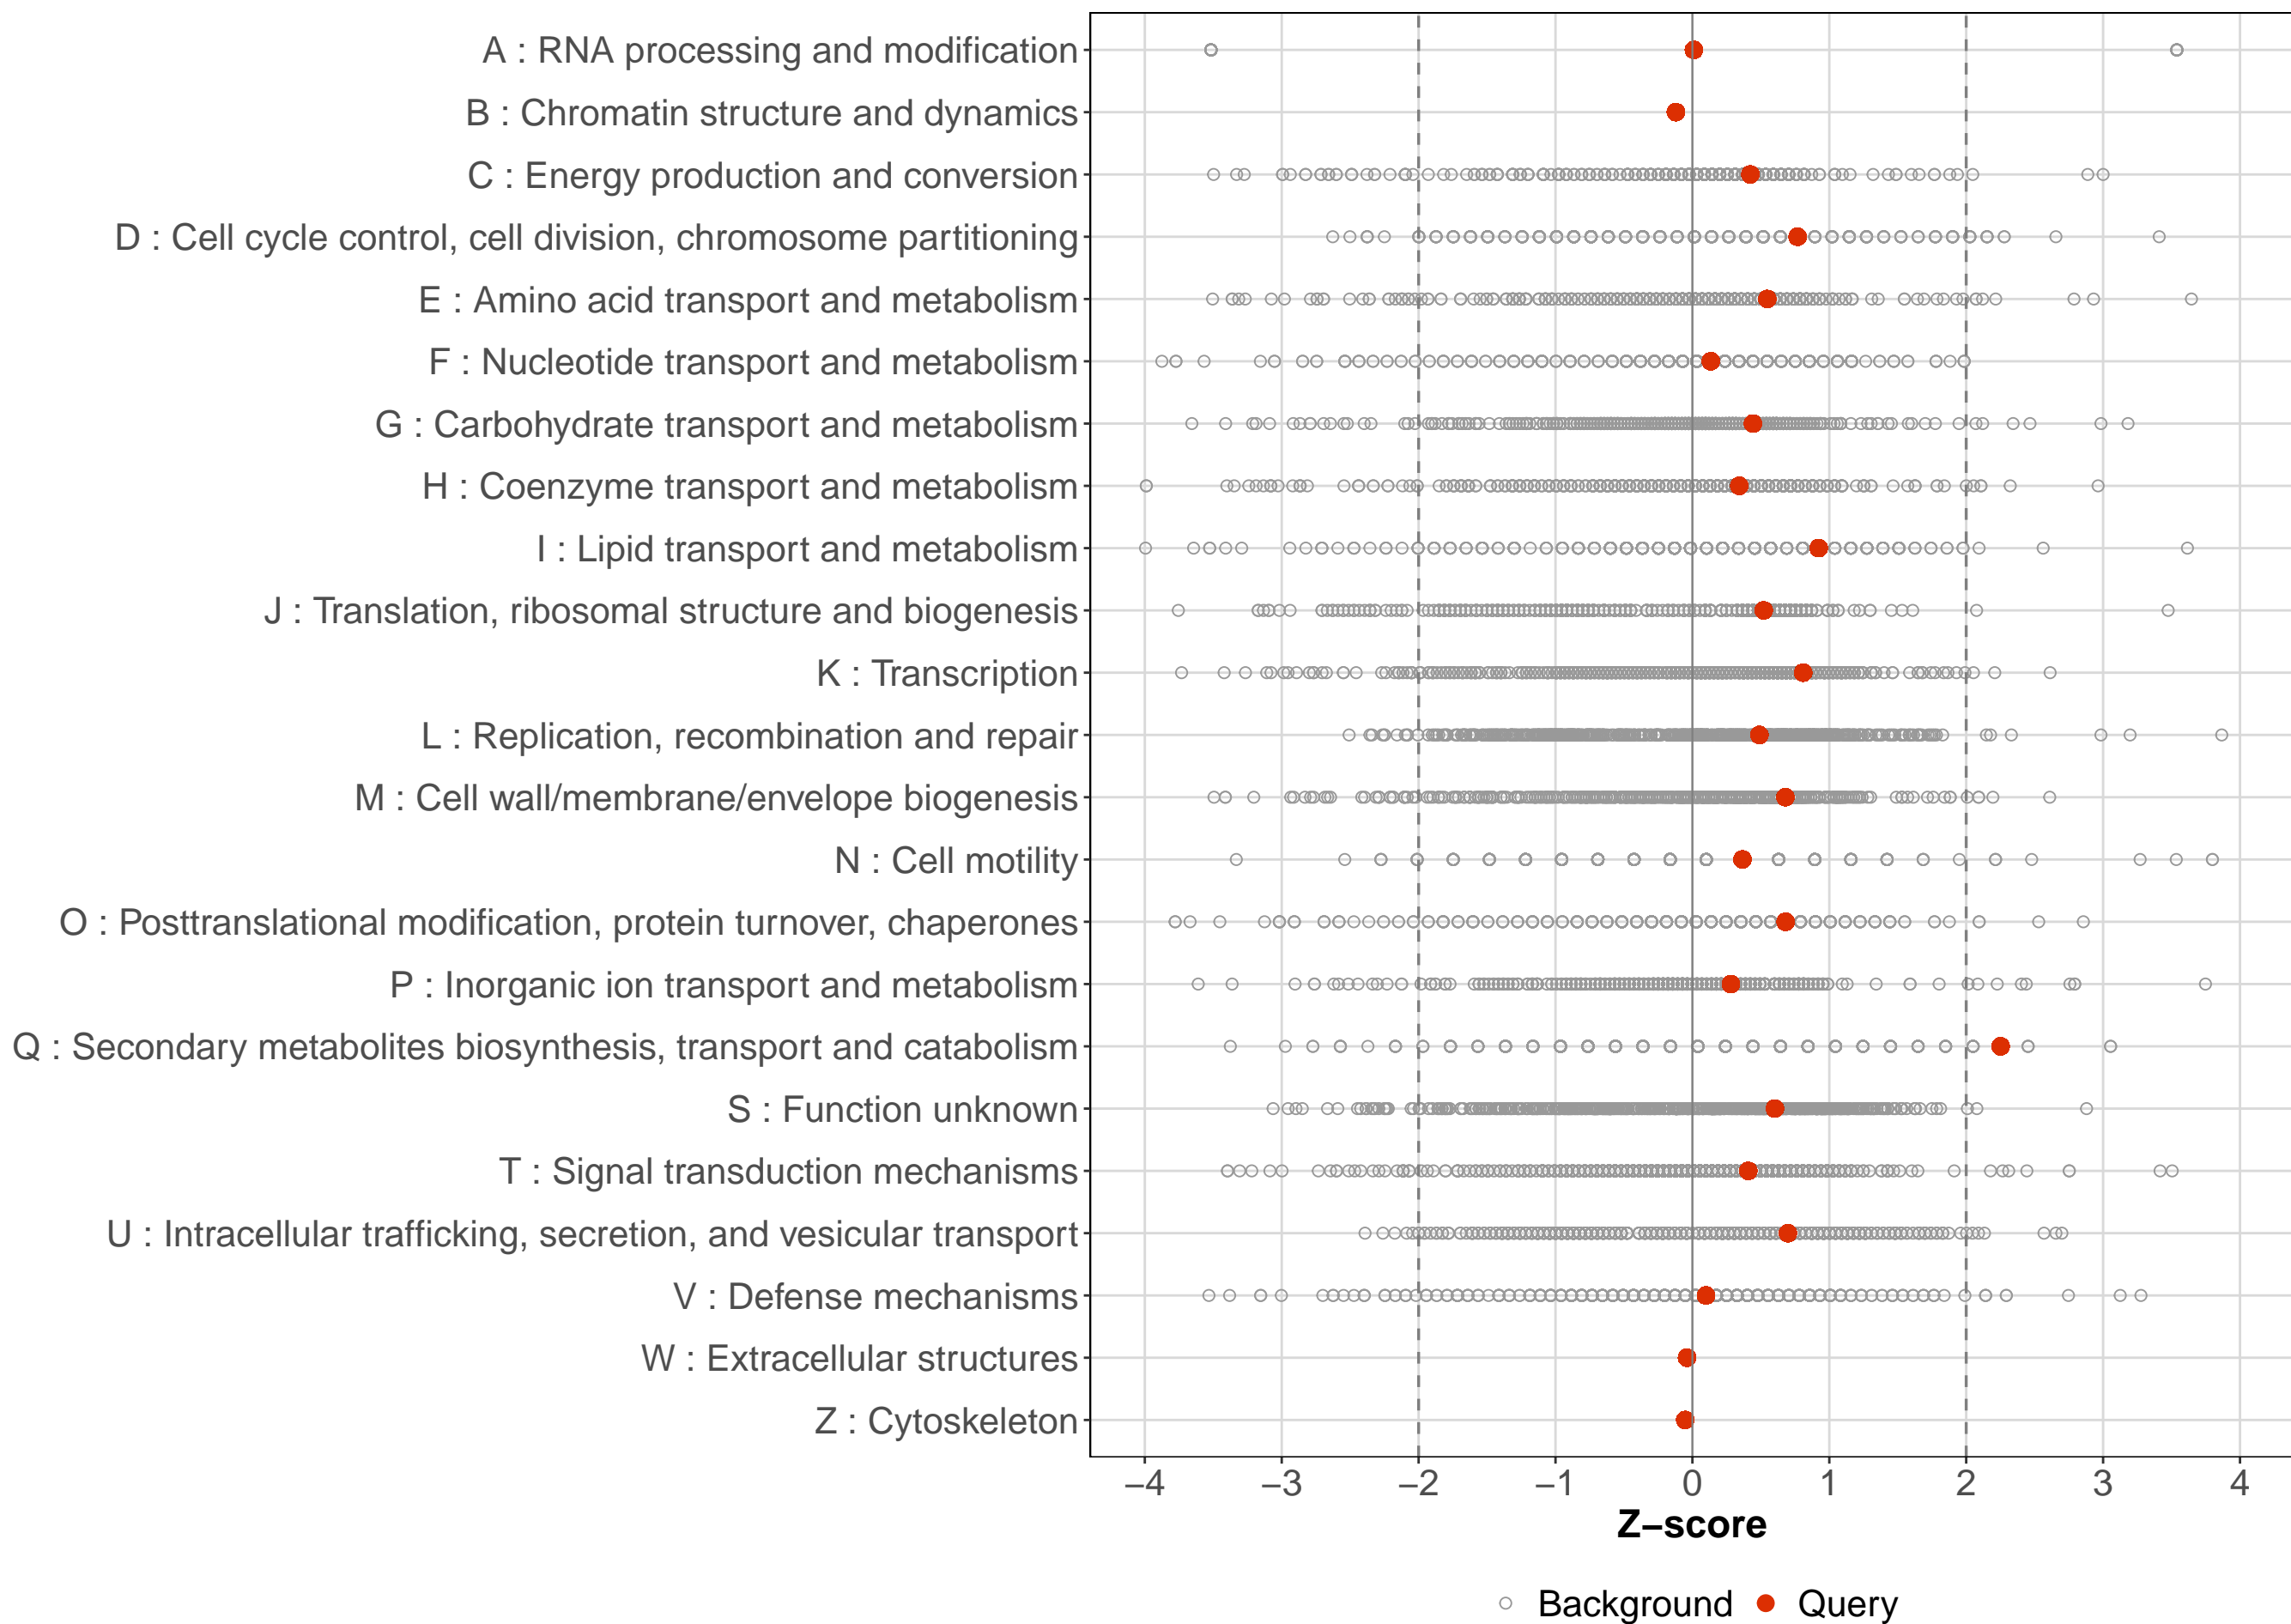 A : RNA processing and modification
B : Chromatin structure and dynamics
C : Energy production and conversion
D : Cell cycle control, cell division, chromosome partitioning
E : Amino acid transport and metabolism
F : Nucleotide transport and metabolism
G : Carbohydrate transport and metabolism
H : Coenzyme transport and metabolism
I : Lipid transport and metabolism
J : Translation, ribosomal structure and biogenesis
K : Transcription
L : Replication, recombination and repair
M : Cell wall/membrane/envelope biogenesis
N : Cell motility
O : Posttranslational modification, protein turnover, chaperones
P : Inorganic ion transport and metabolism
Q : Secondary metabolites biosynthesis, transport and catabolism
S : Function unknown
T : Signal transduction mechanisms
U : Intracellular trafficking, secretion, and vesicular transport
V : Defense mechanisms
W : Extracellular structures
Z : Cytoskeleton
−4 −3 −2 −1 0 1 2 3 4
Z−score
Background Query